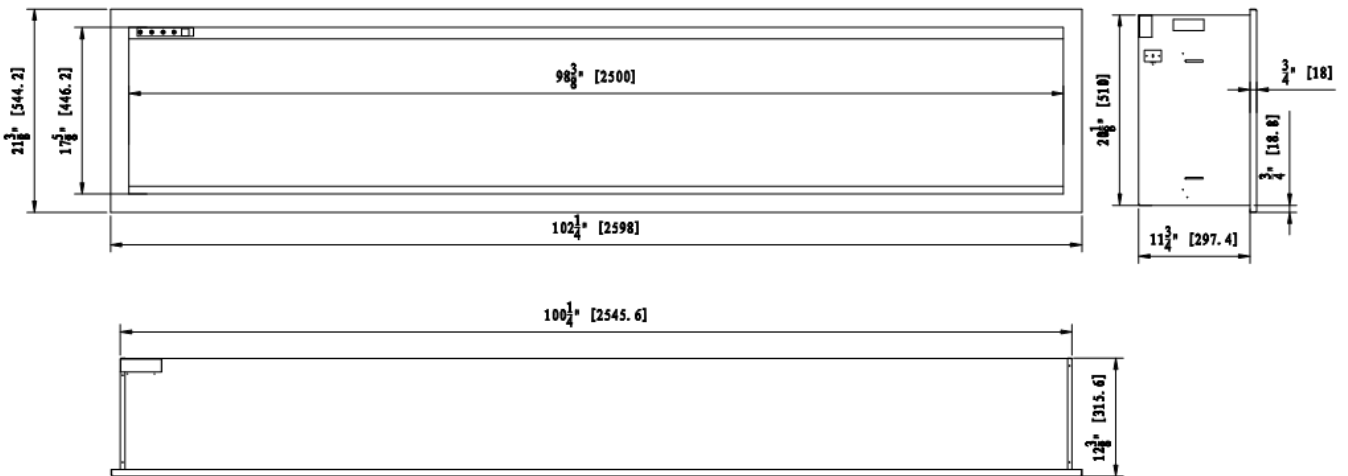 98 3/8" [2500]
21 3/8" [544.2]
17 5/8" [446.2]
102 1/4" [2598]
20 1/8" [510]
3/4" [18]
3/4" [18.8]
11 3/4" [297.4]
100 1/4" [2545.6]
12 3/8" [315.6]